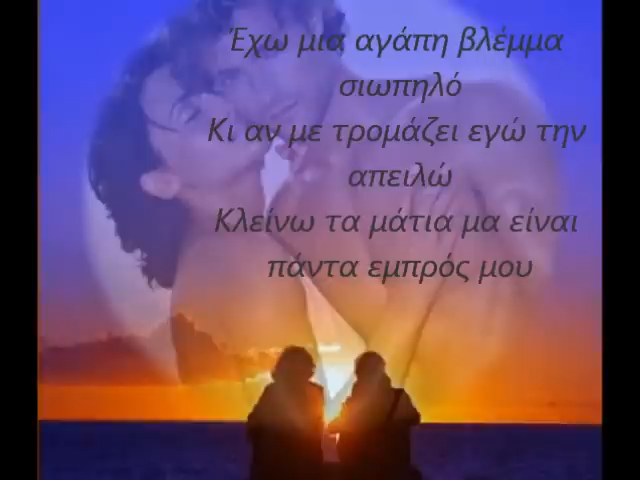 Έχω μια αγάπη βλέμμα
σιωπηλό
Κι αν με τρομάζει εγώ την
απειλώ
Κλείνω τα μάτια μα είναι
πάντα εμπρός μου